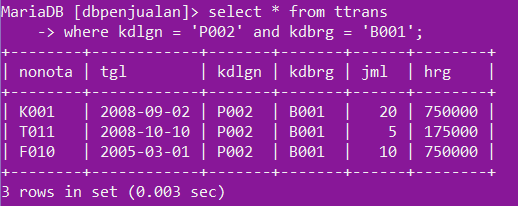 MariaDB [dbpenjualan]> select * from ttrans
    -> where kdlgn = 'P002' and kdbrg = 'B001';
+--------+------------+-------+-------+------+--------+
| nonota | tgl        | kdlgn | kdbrg | jml  | hrg    |
+--------+------------+-------+-------+------+--------+
| K001   | 2008-09-02 | P002  | B001  |   20 | 750000 |
| T011   | 2008-10-10 | P002  | B001  |    5 | 175000 |
| F010   | 2005-03-01 | P002  | B001  |   10 | 750000 |
+--------+------------+-------+-------+------+--------+
3 rows in set (0.003 sec)